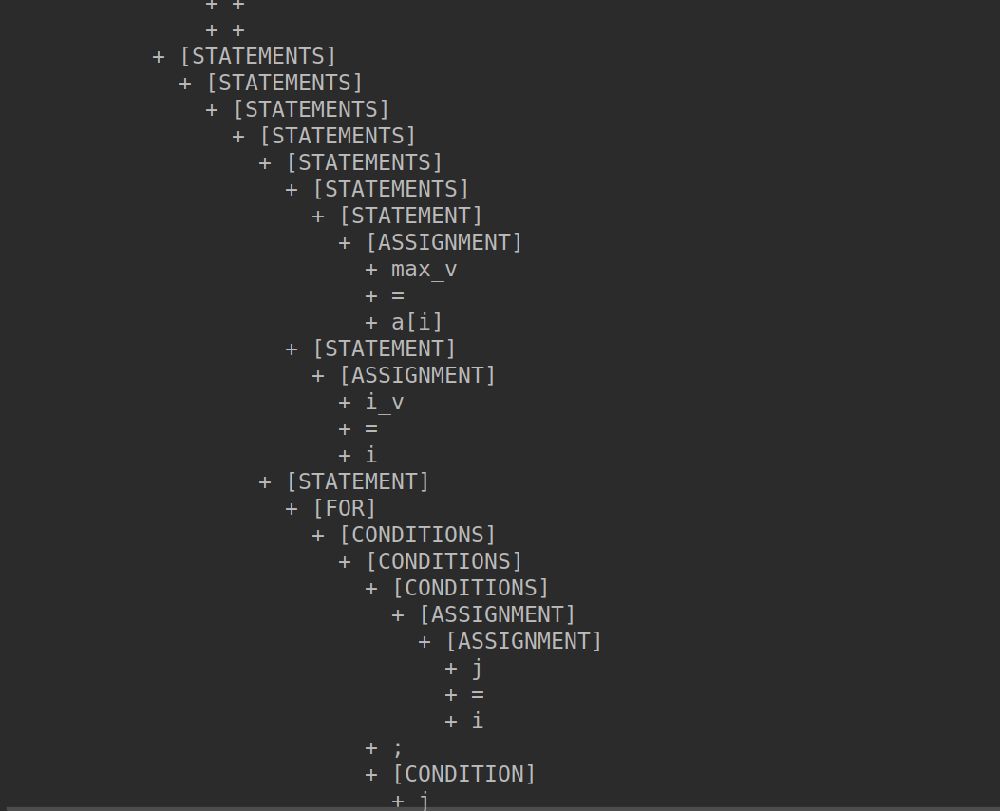 + +
+ +
+ [STATEMENTS]
+ [STATEMENTS]
+ [STATEMENTS]
+ [STATEMENTS]
+ [STATEMENTS]
+ [STATEMENTS]
+ [STATEMENT]
+ [ASSIGNMENT]
+ max_v
+ =
+ a[i]
+ [STATEMENT]
+ [ASSIGNMENT]
+ i_v
+ =
+ i
+ [STATEMENT]
+ [FOR]
+ [CONDITIONS]
+ [CONDITIONS]
+ [CONDITIONS]
+ [ASSIGNMENT]
+ [ASSIGNMENT]
+ j
+ =
+ i
+ ;
+ [CONDITION]
+ j